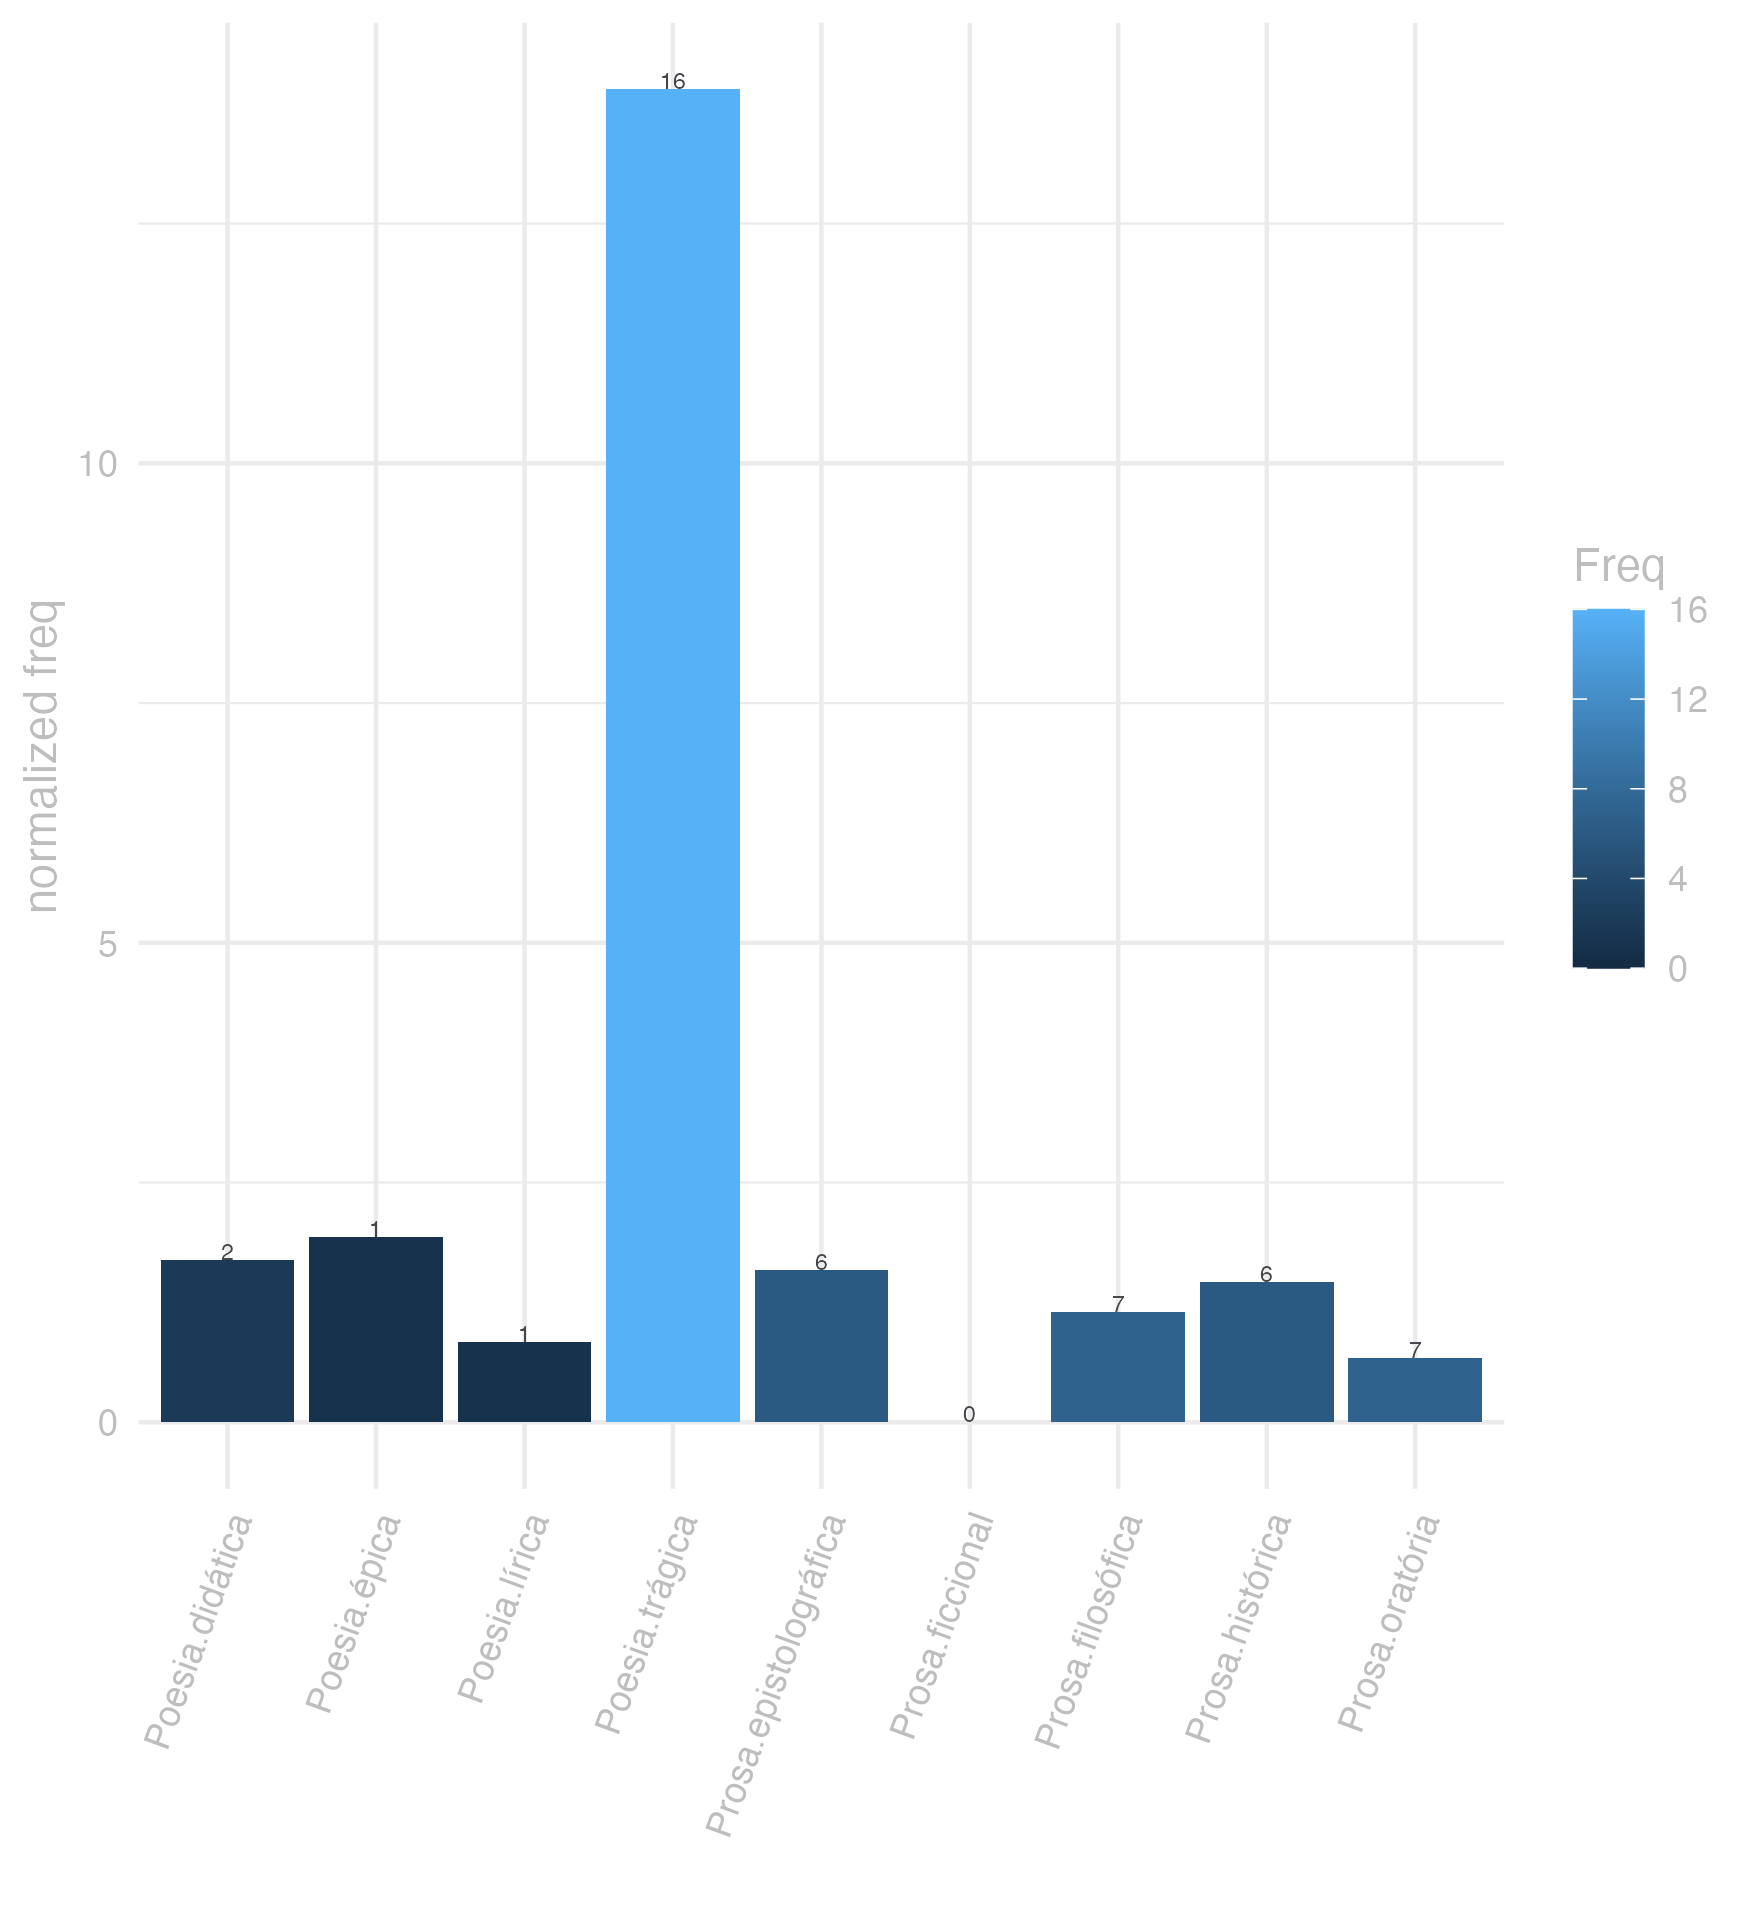 16
10
5
0
normalized freq
2
1
1
6
0
7
6
7
Poesia.didática
Poesia.épica
Poesia.lírica
Poesia.trágica
Prosa.epistolográfica
Prosa.ficcional
Prosa.filosófica
Prosa.histórica
Prosa.oratória
Freq
16
12
8
4
0